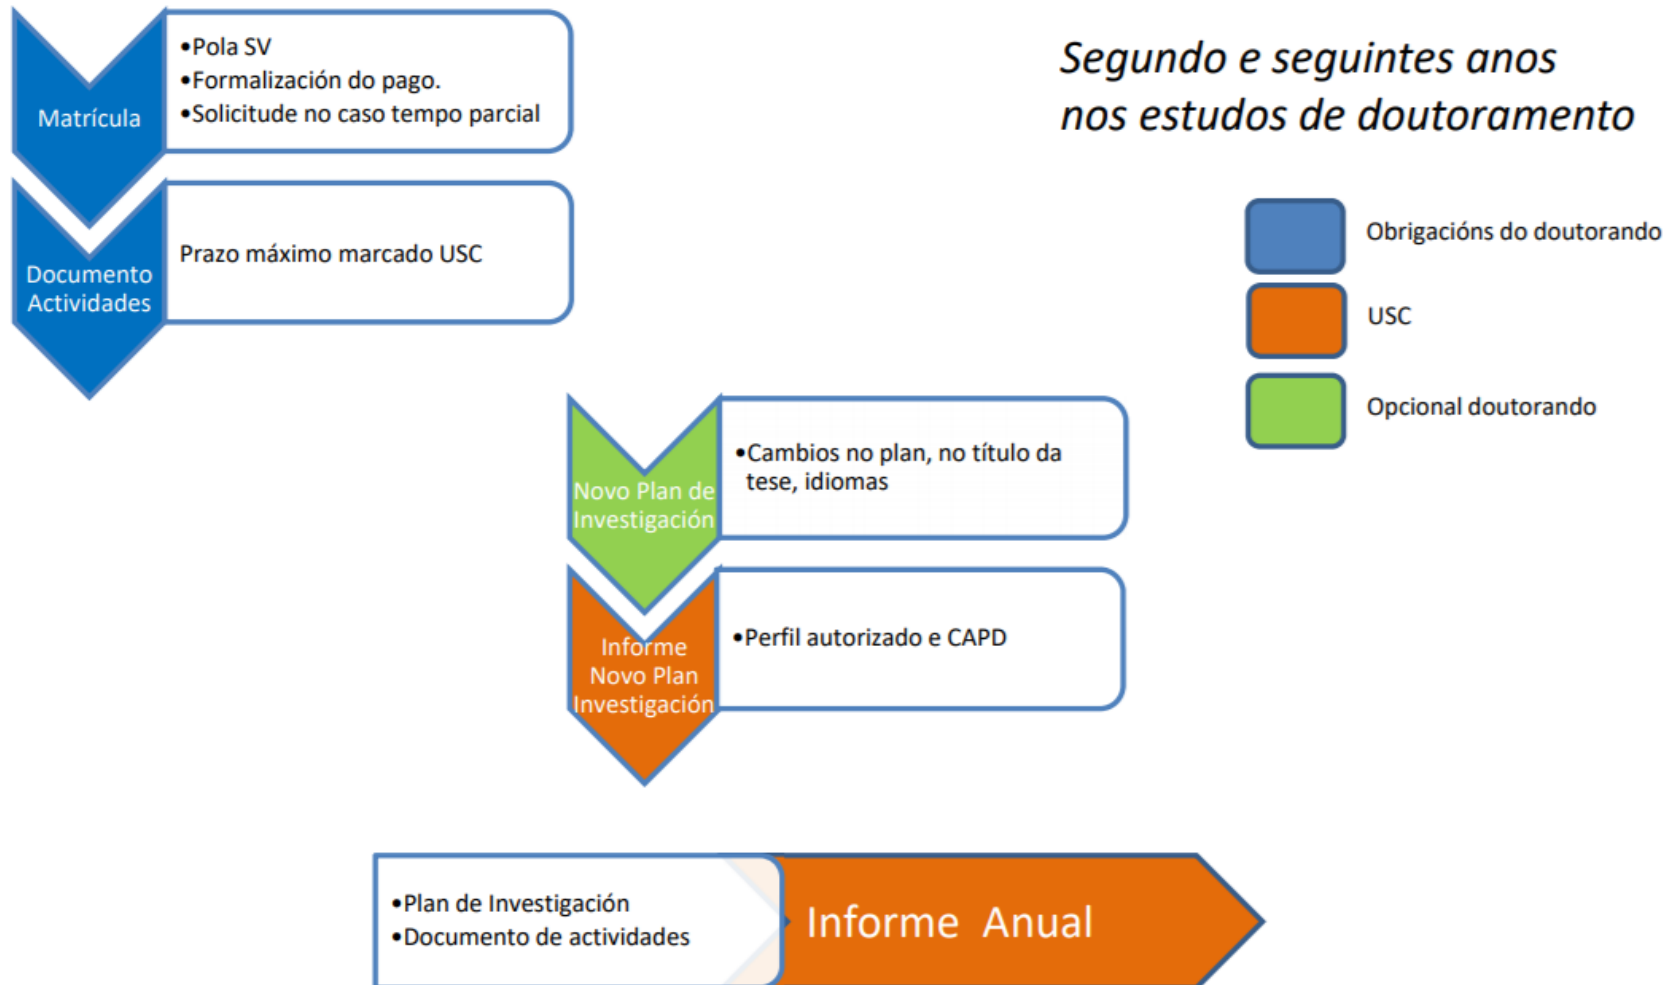 •Pola SV
•Formalización do pago.
•Solicitude no caso tempo parcial
Matrícula
Segundo e seguintes anos
nos estudos de doutoramento
Prazo máximo marcado USC
Documento
Actividades
Obrigacións do doutorando
USC
Opcional doutorando
•Cambios no plan, no título da
tese, idiomas
Novo Plan de
Investigación
•Perfil autorizado e CAPD
Informe
Novo Plan
Investigación
•Plan de Investigación
•Documento de actividades
Informe Anual